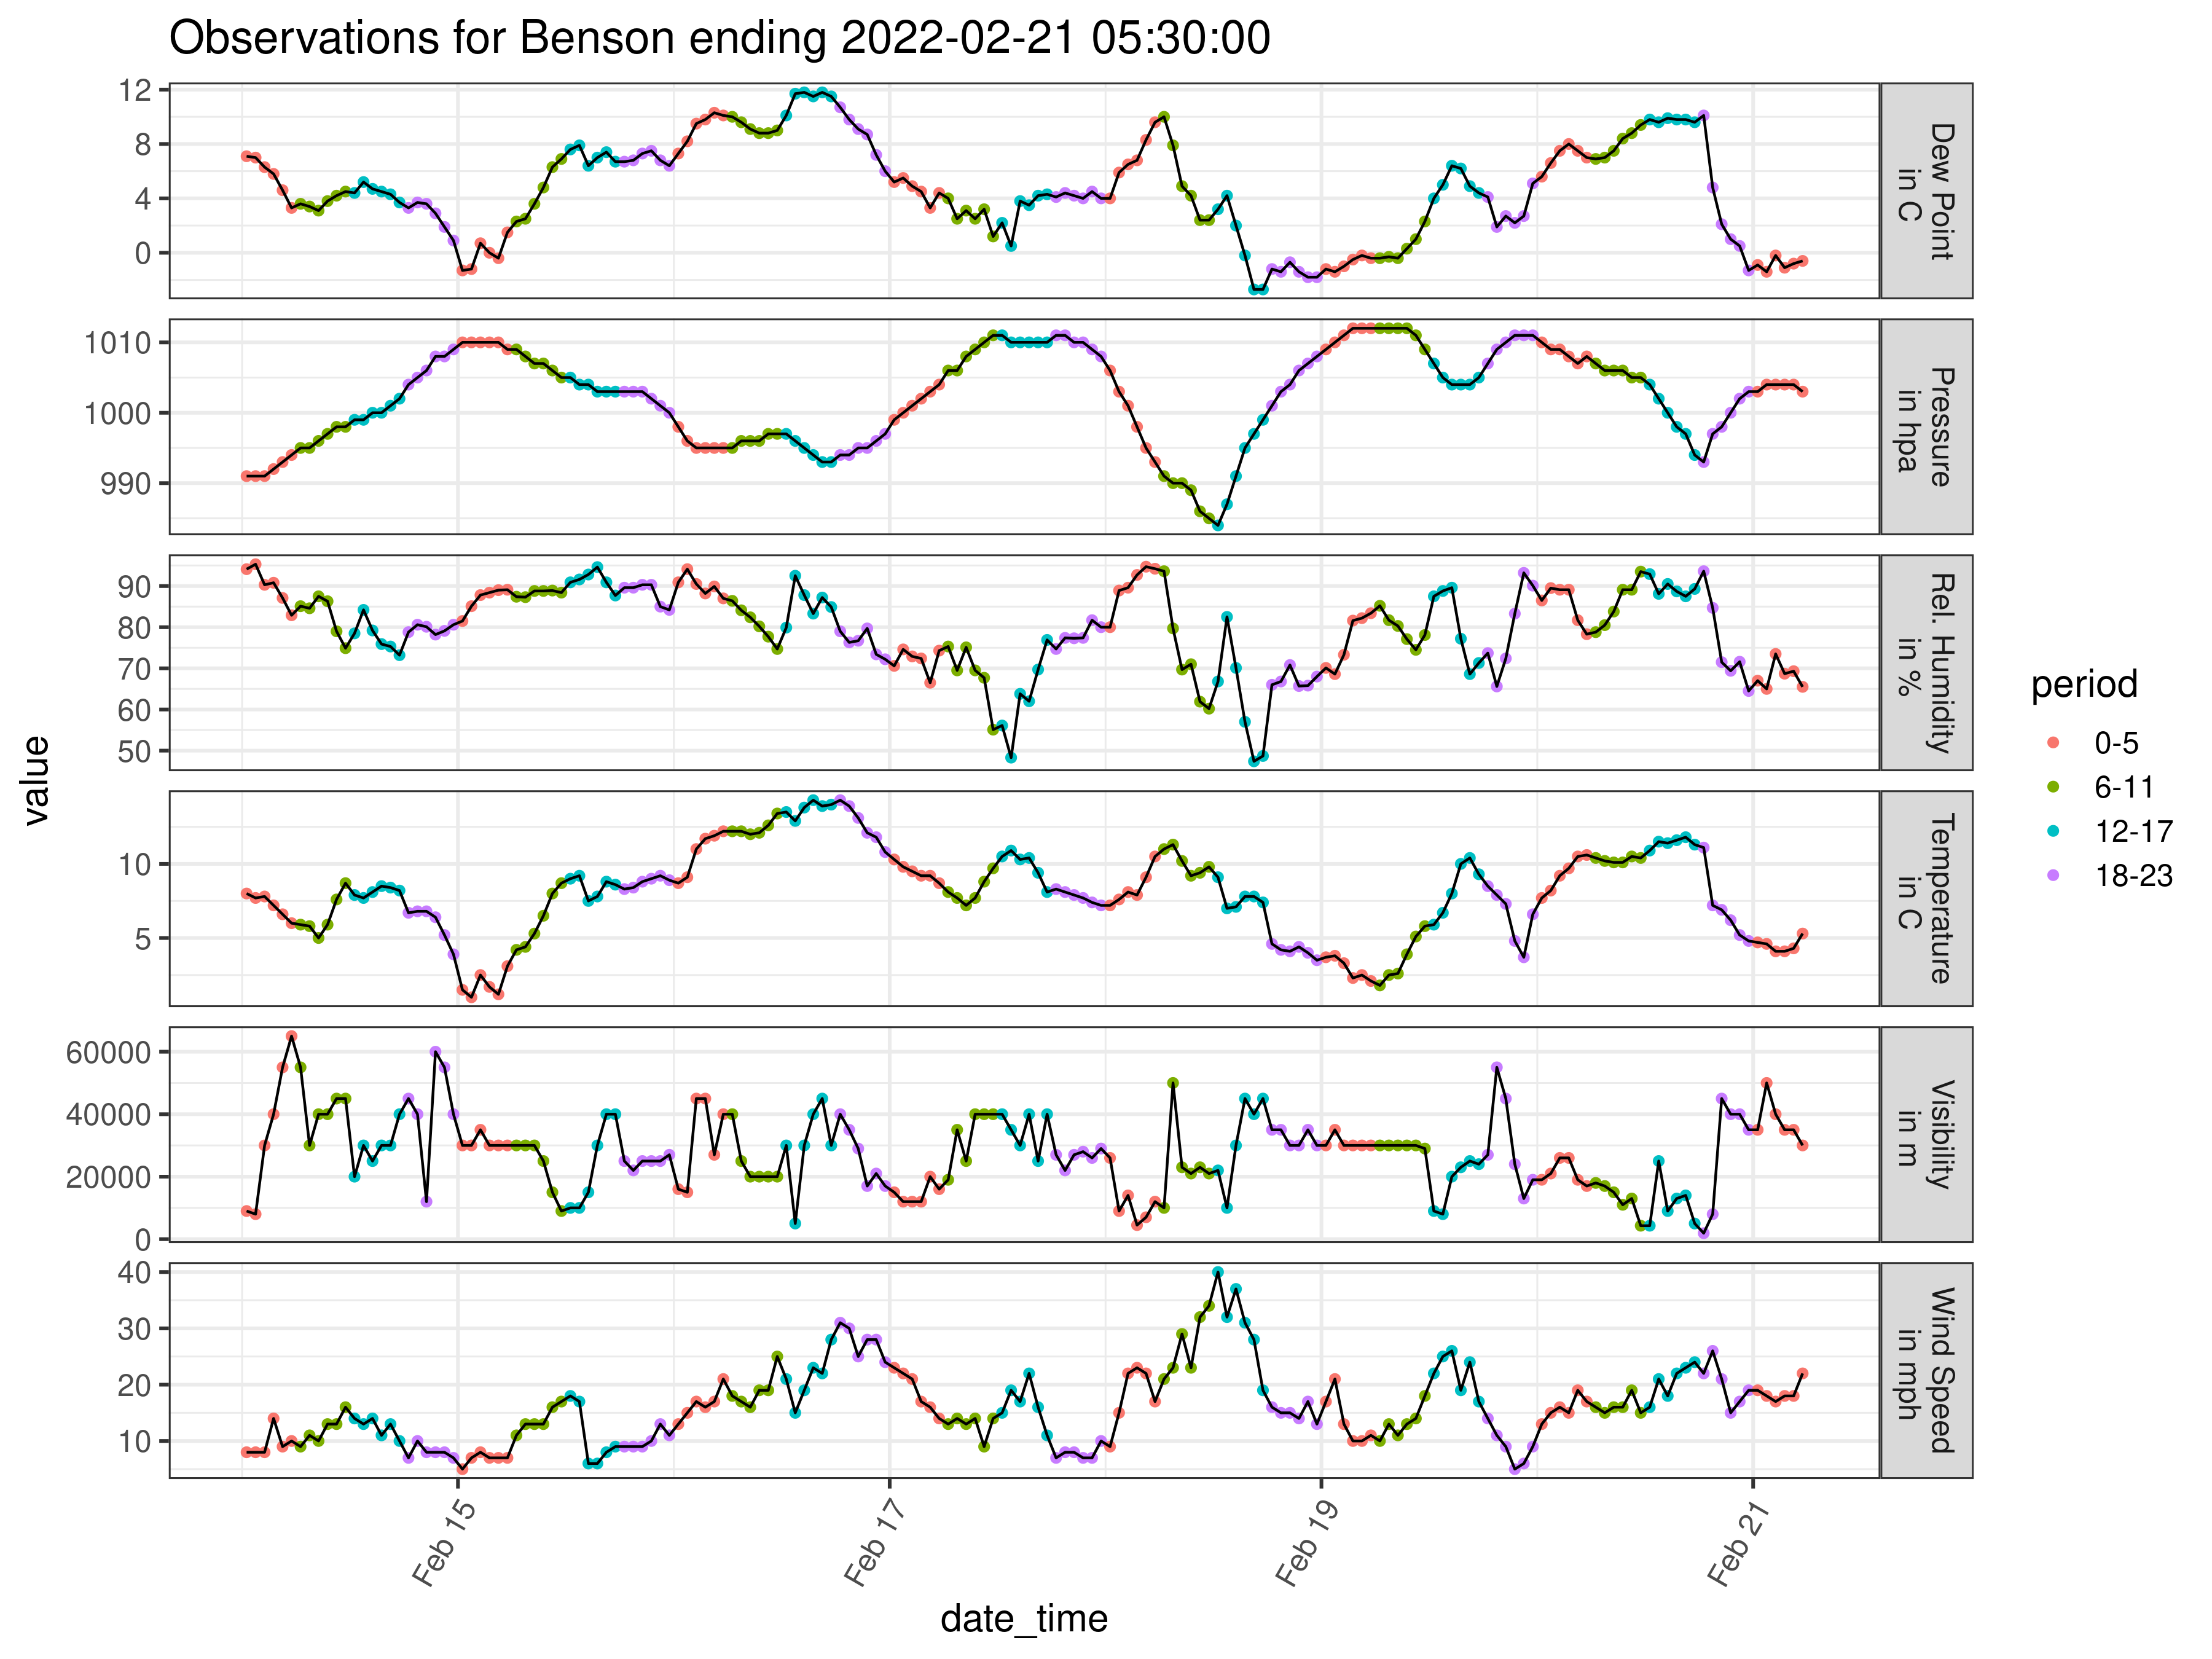 Observations for Benson ending 2022-02-21 05:30:00
value
12
8
4
0
Dew Point
in C
1010
1000
990
Pressure
in hpa
90
80
70
60
50
Rel. Humidity
in %
10
5
Temperature
in C
60000
40000
20000
0
Visibility
in m
40
30
20
10
Wind Speed
in mph
Feb 15
Feb 17
Feb 19
Feb 21
date_time
period
0-5
6-11
12-17
18-23